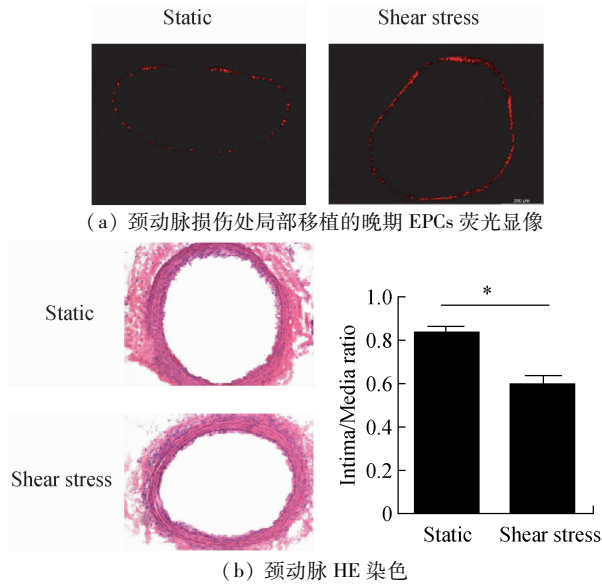 Static
Shear stress
200 μm
(a) 颈动脉损伤处局部移植的晚期 EPCs 荧光显像
Static
Shear stress
Intima/Media ratio
1.0
0.8
0.6
0.4
0.2
0
*
Static
Shear stress
(b) 颈动脉 HE 染色